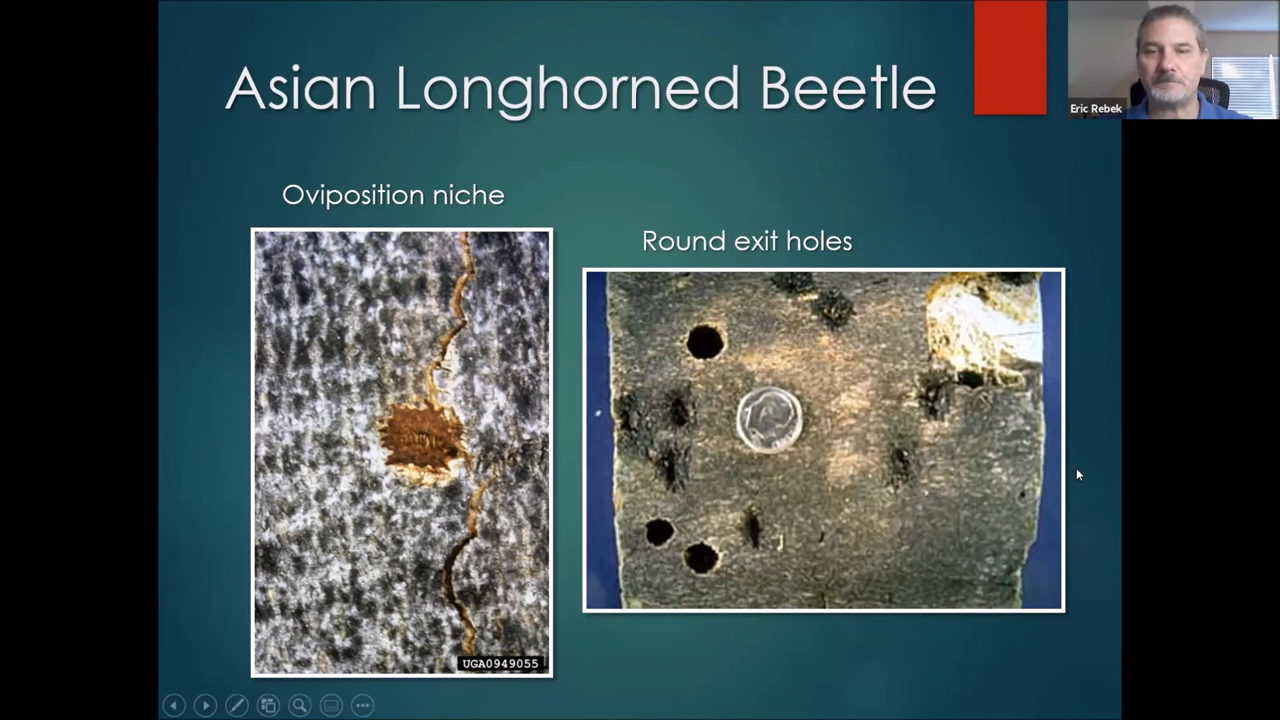 Asian Longhorned Beetle
Eric Rebek
Oviposition niche
Round exit holes
UGA0949055